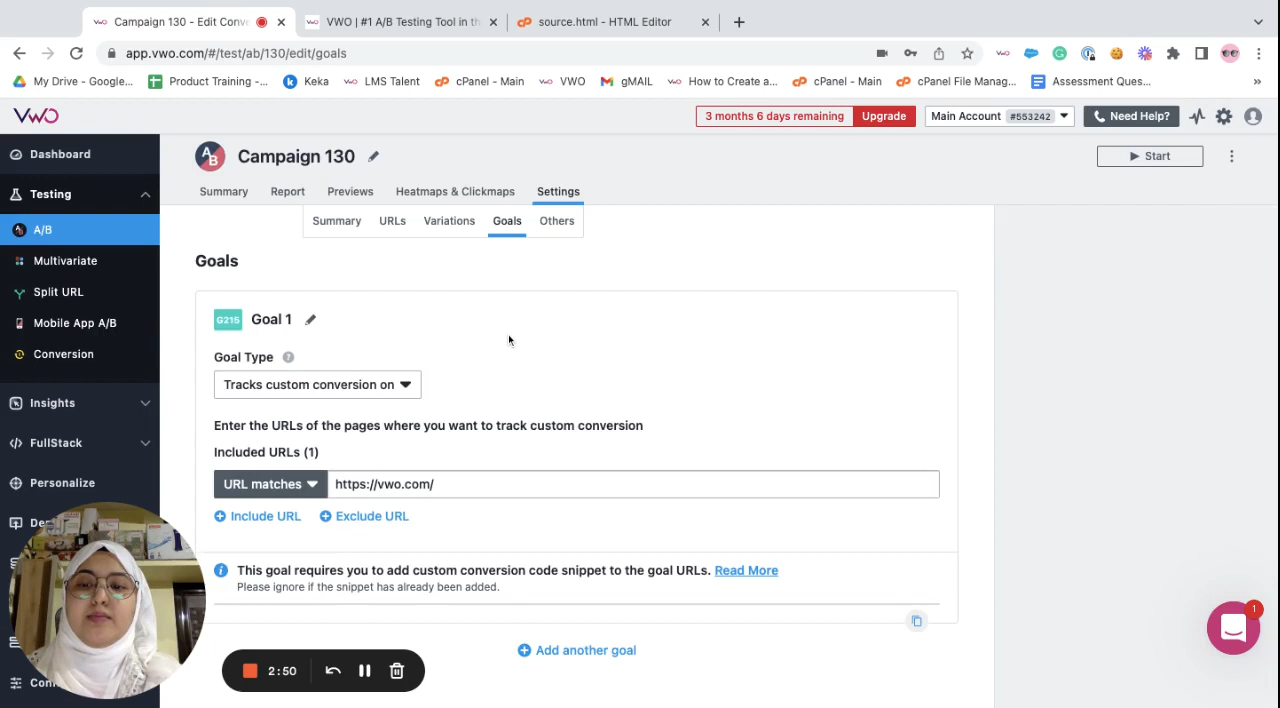 Campaign 130 - Edit Conve
VWO | #1 A/B Testing Tool in the
source.html - HTML Editor
app.vwo.com/#/test/ab/130/edit/goals
My Drive - Google...
Product Training -...
Keka
LMS Talent
cPanel - Main
VWO
gMAIL
How to Create a...
cPanel - Main
cPanel File Manag...
Assessment Ques...
»
VWO
3 months 6 days remaining
Upgrade
Main Account #553242
Need Help?
Dashboard
Testing
A/B
Multivariate
Split URL
Mobile App A/B
Conversion
Insights
FullStack
Personalize
AB
Campaign 130
Start
Summary
Report
Previews
Heatmaps & Clickmaps
Settings
Summary
URLs
Variations
Goals
Others
Goals
G215
Goal 1
Goal Type
Tracks custom conversion on
Enter the URLs of the pages where you want to track custom conversion
Included URLs (1)
URL matches
https://vwo.com/
Include URL
Exclude URL
This goal requires you to add custom conversion code snippet to the goal URLs. Read More
Please ignore if the snippet has already been added.
Add another goal
2:50
1